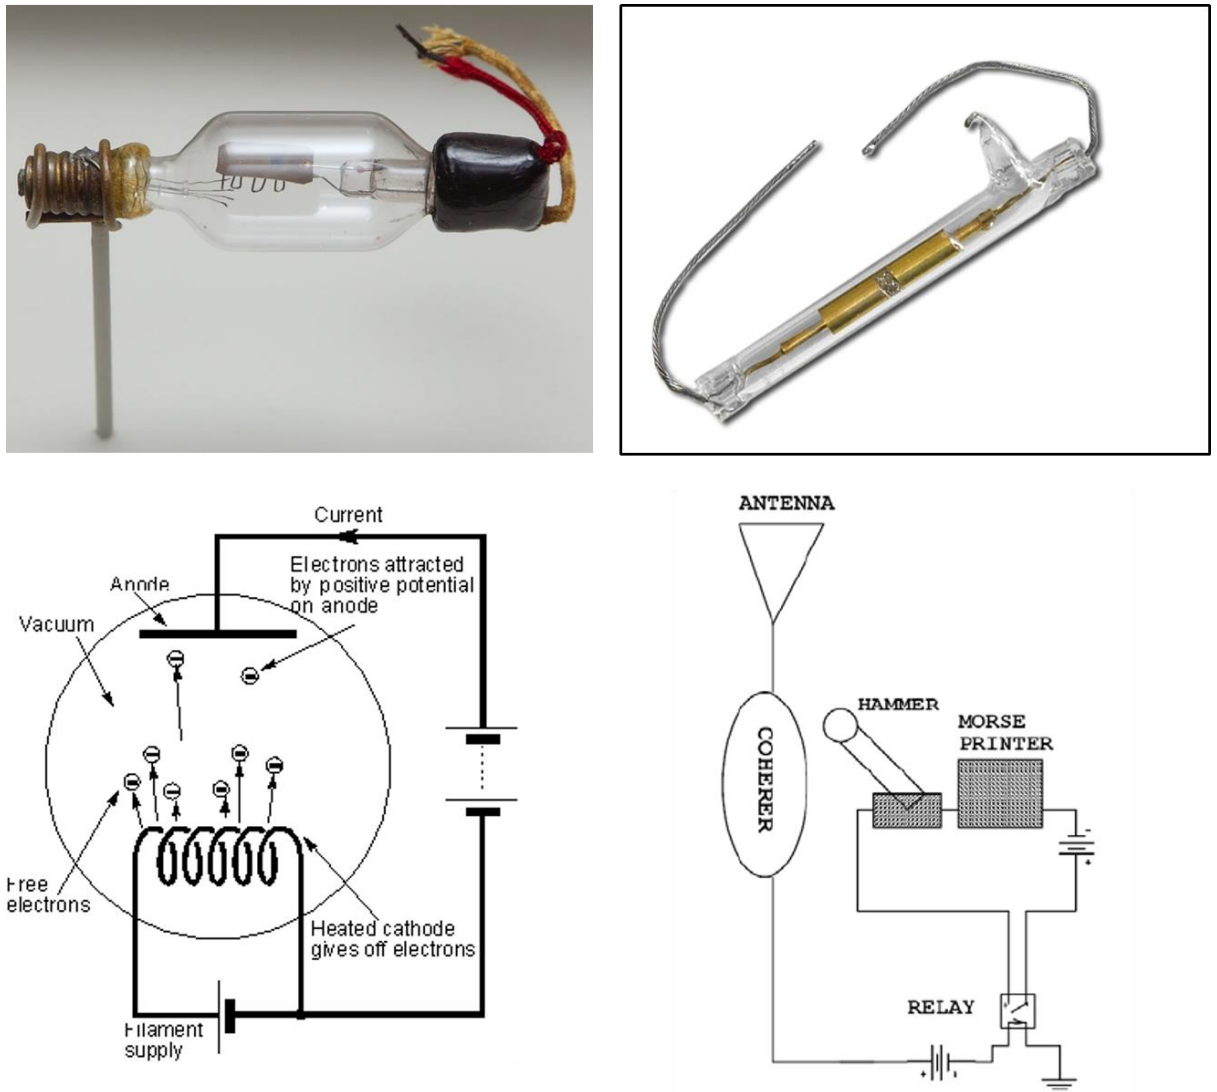 Current
Electrons attracted
by positive potential
on anode
Anode
Vacuum
Free
electrons
Heated cathode
gives off electrons
Filament
supply
ANTENNA
COHERER
HAMMER
MORSE
PRINTER
-
+
RELAY
+
-